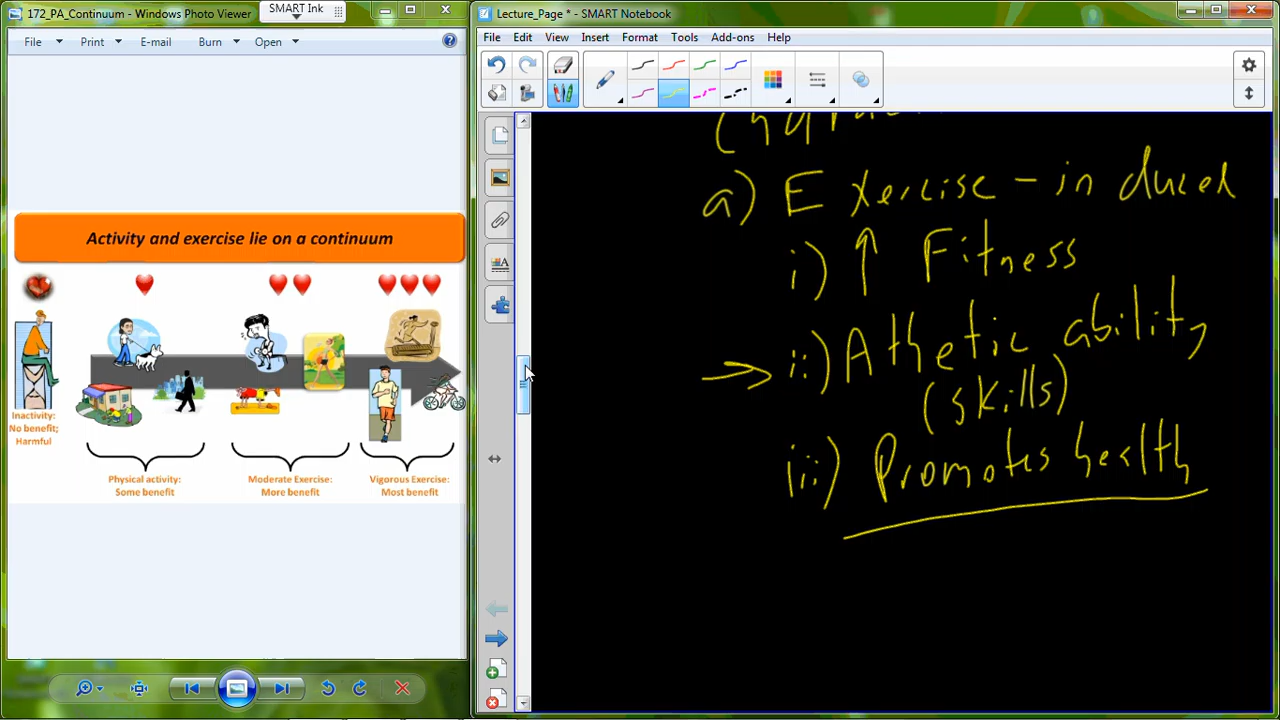 172_PA_Continuum - Windows Photo Viewer
SMART Ink
File Print E-mail Burn Open
Activity and exercise lie on a continuum
Inactivity:
No benefit;
Harmful
Physical activity:
Some benefit
Moderate Exercise:
More benefit
Vigorous Exercise:
Most benefit
Lecture_Page * - SMART Notebook
File Edit View Insert Format Tools Add-ons Help
a) Exercise - induced
i) ↑ Fitness
→ ii) Athetic ability
(skills)
iii) Promotes health